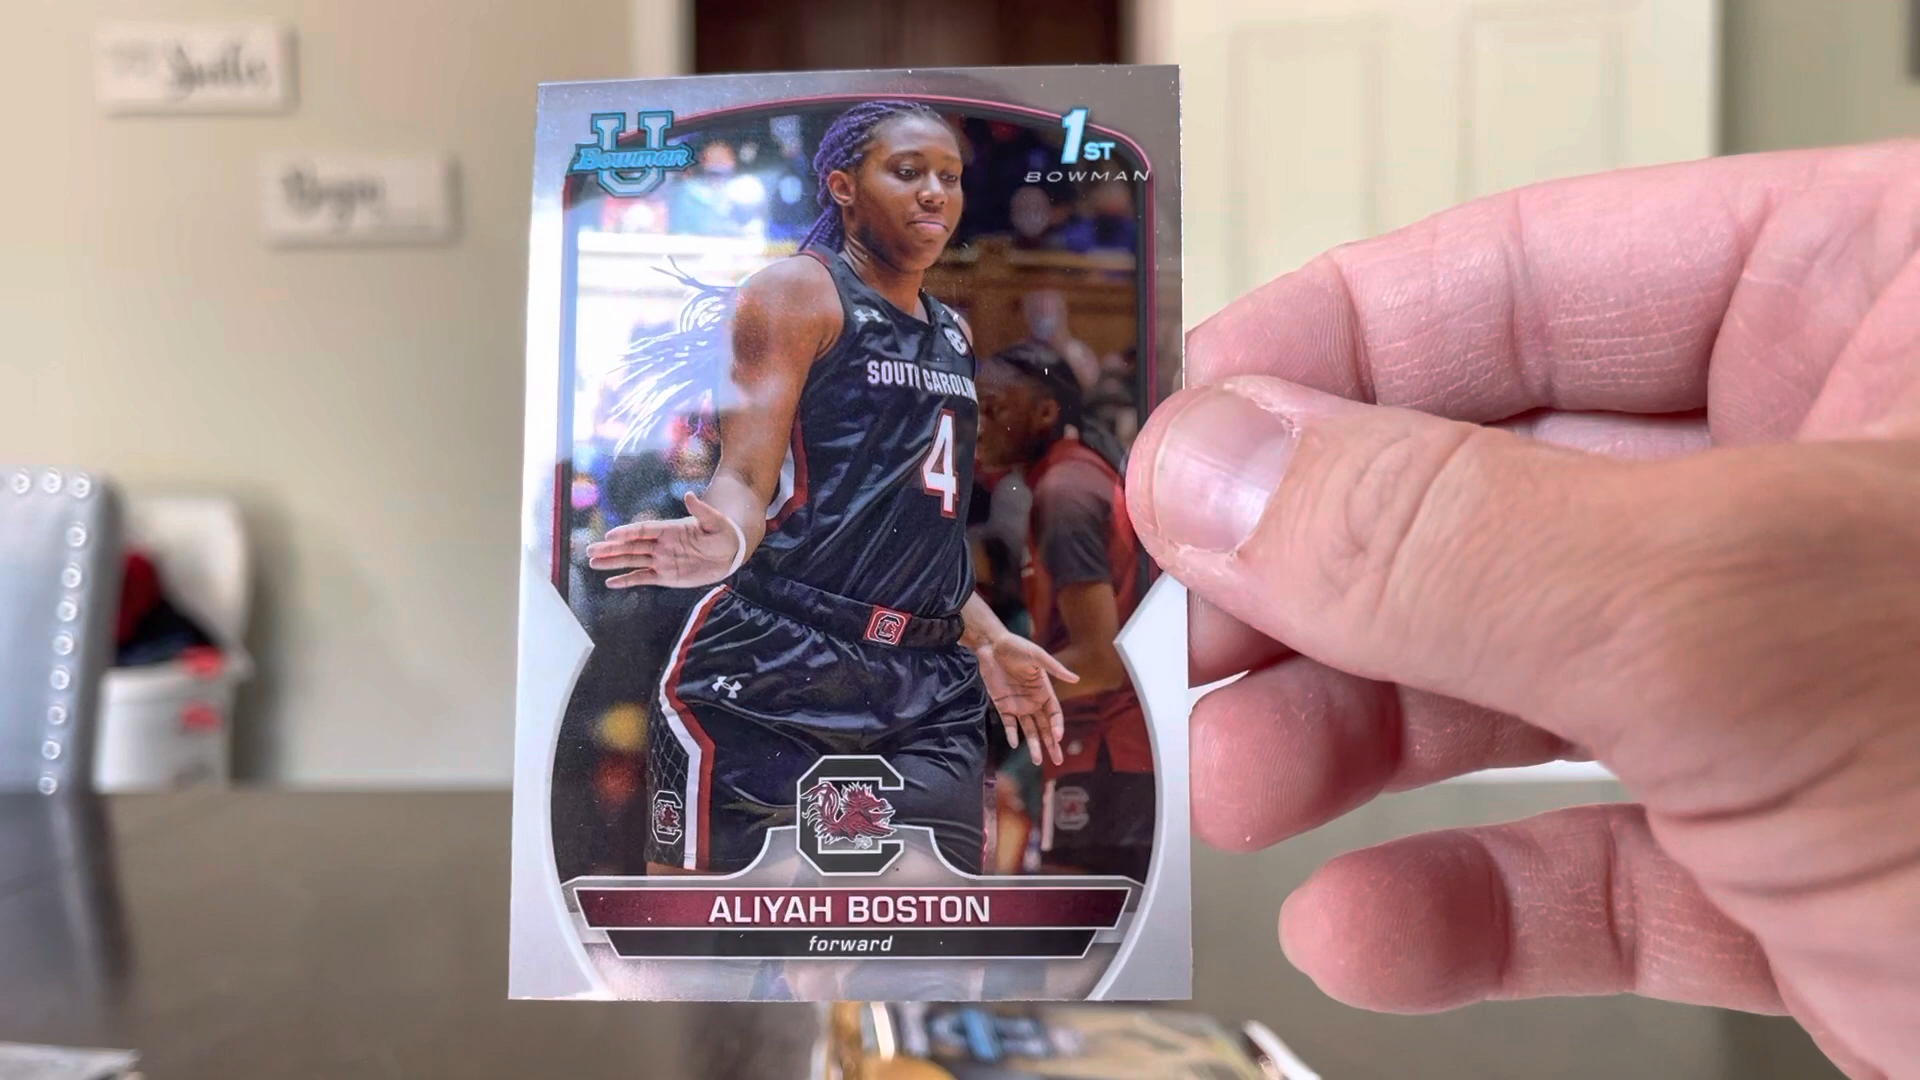 U
Bowman
1ST
BOWMAN
SOUTH CAROLINA
4
C
ALIYAH BOSTON
forward